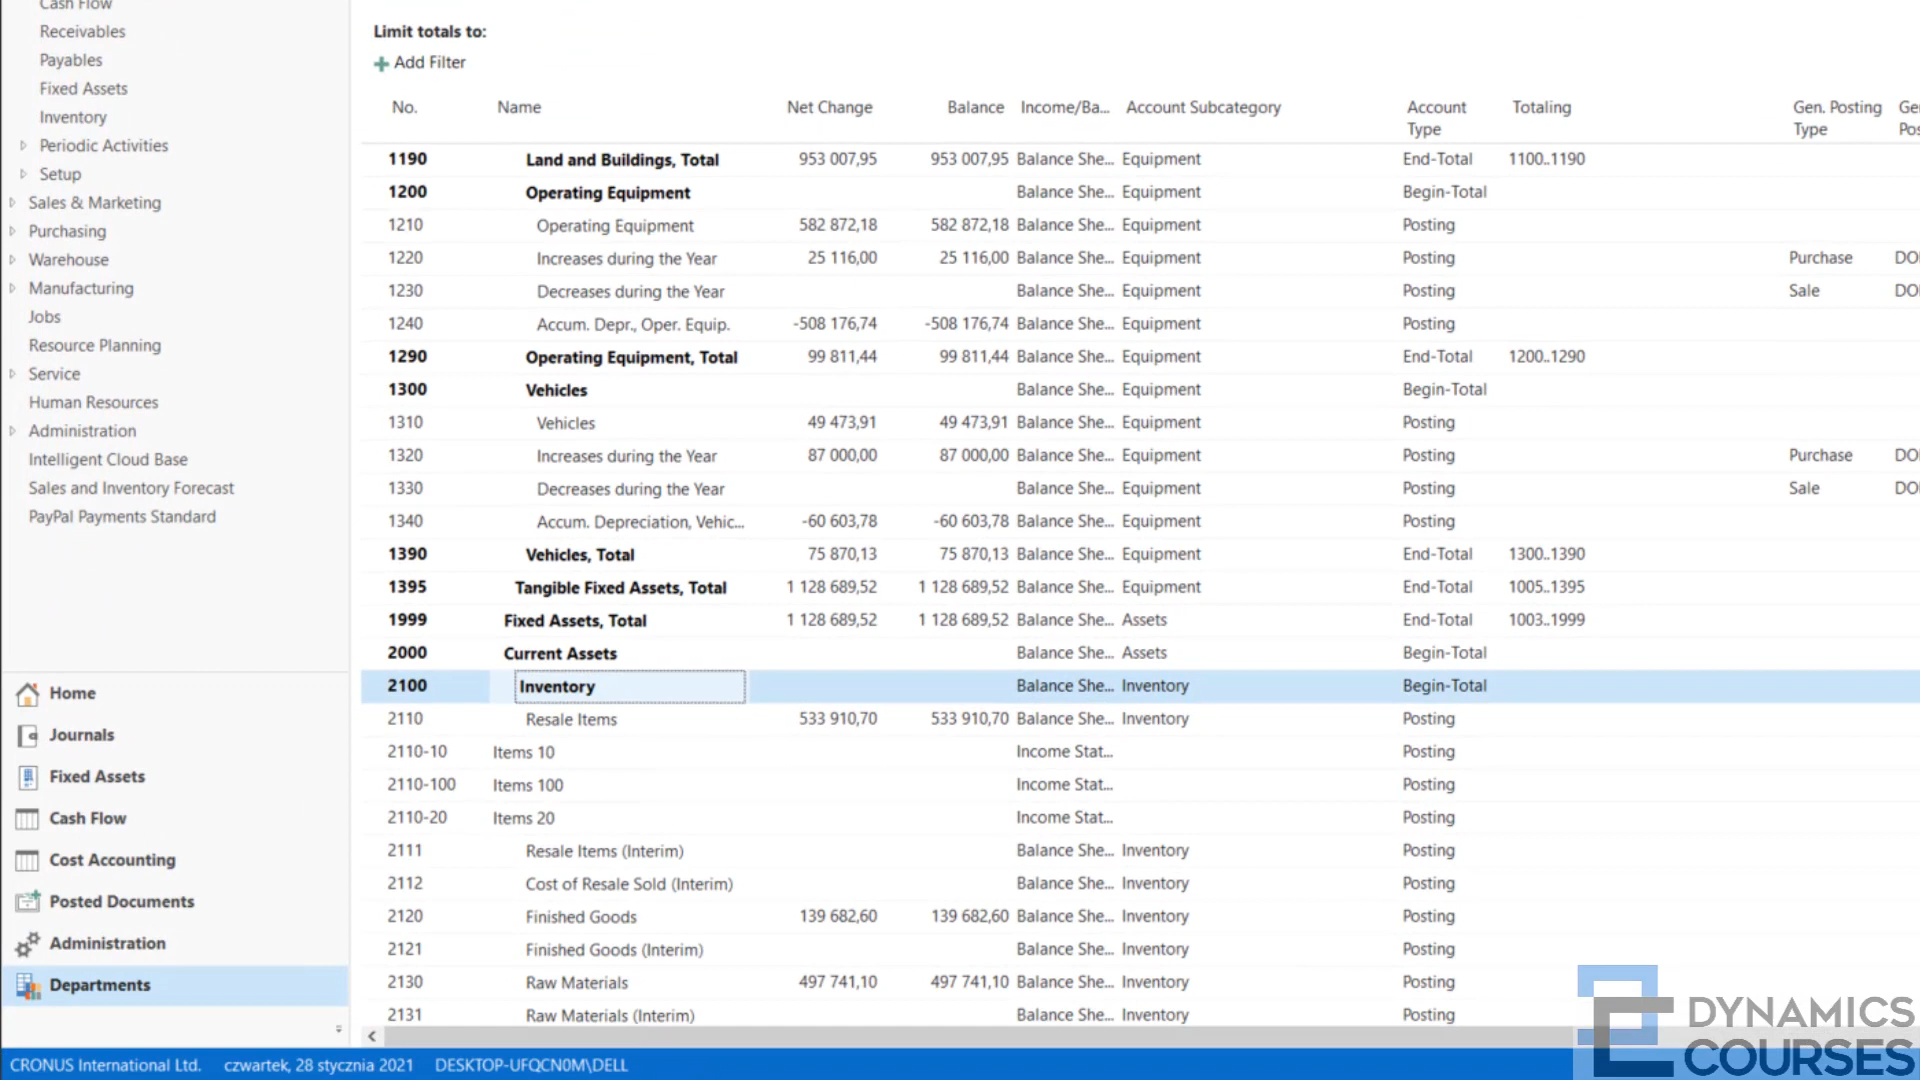 Cash Flow
Receivables
Payables
Fixed Assets
Inventory
Periodic Activities
Setup
Sales & Marketing
Purchasing
Warehouse
Manufacturing
Jobs
Resource Planning
Service
Human Resources
Administration
Intelligent Cloud Base
Sales and Inventory Forecast
PayPal Payments Standard
Home
Journals
Fixed Assets
Cash Flow
Cost Accounting
Posted Documents
Administration
Departments
Limit totals to:
Add Filter
No. Name Net Change Balance Income/Ba... Account Subcategory Account Type Totaling Gen. Posting Type
1190 Land and Buildings, Total 953 007,95 953 007,95 Balance She... Equipment End-Total 1100..1190
1200 Operating Equipment Balance She... Equipment Begin-Total
1210 Operating Equipment 582 872,18 582 872,18 Balance She... Equipment Posting
1220 Increases during the Year 25 116,00 25 116,00 Balance She... Equipment Posting Purchase
1230 Decreases during the Year Balance She... Equipment Posting Sale
1240 Accum. Depr., Oper. Equip. -508 176,74 -508 176,74 Balance She... Equipment Posting
1290 Operating Equipment, Total 99 811,44 99 811,44 Balance She... Equipment End-Total 1200..1290
1300 Vehicles Balance She... Equipment Begin-Total
1310 Vehicles 49 473,91 49 473,91 Balance She... Equipment Posting
1320 Increases during the Year 87 000,00 87 000,00 Balance She... Equipment Posting Purchase
1330 Decreases during the Year Balance She... Equipment Posting Sale
1340 Accum. Depreciation, Vehic... -60 603,78 -60 603,78 Balance She... Equipment Posting
1390 Vehicles, Total 75 870,13 75 870,13 Balance She... Equipment End-Total 1300..1390
1395 Tangible Fixed Assets, Total 1 128 689,52 1 128 689,52 Balance She... Equipment End-Total 1005..1395
1999 Fixed Assets, Total 1 128 689,52 1 128 689,52 Balance She... Assets End-Total 1003..1999
2000 Current Assets Balance She... Assets Begin-Total
2100 Inventory Balance She... Inventory Begin-Total
2110 Resale Items 533 910,70 533 910,70 Balance She... Inventory Posting
2110-10 Items 10 Income Stat... Posting
2110-100 Items 100 Income Stat... Posting
2110-20 Items 20 Income Stat... Posting
2111 Resale Items (Interim) Balance She... Inventory Posting
2112 Cost of Resale Sold (Interim) Balance She... Inventory Posting
2120 Finished Goods 139 682,60 139 682,60 Balance She... Inventory Posting
2121 Finished Goods (Interim) Balance She... Inventory Posting
2130 Raw Materials 497 741,10 497 741,10 Balance She... Inventory Posting
2131 Raw Materials (Interim) Balance She... Inventory Posting
CRONUS International Ltd. czwartek, 28 stycznia 2021 DESKTOP-UFQCN0M\DELL
DYNAMICS
COURSES